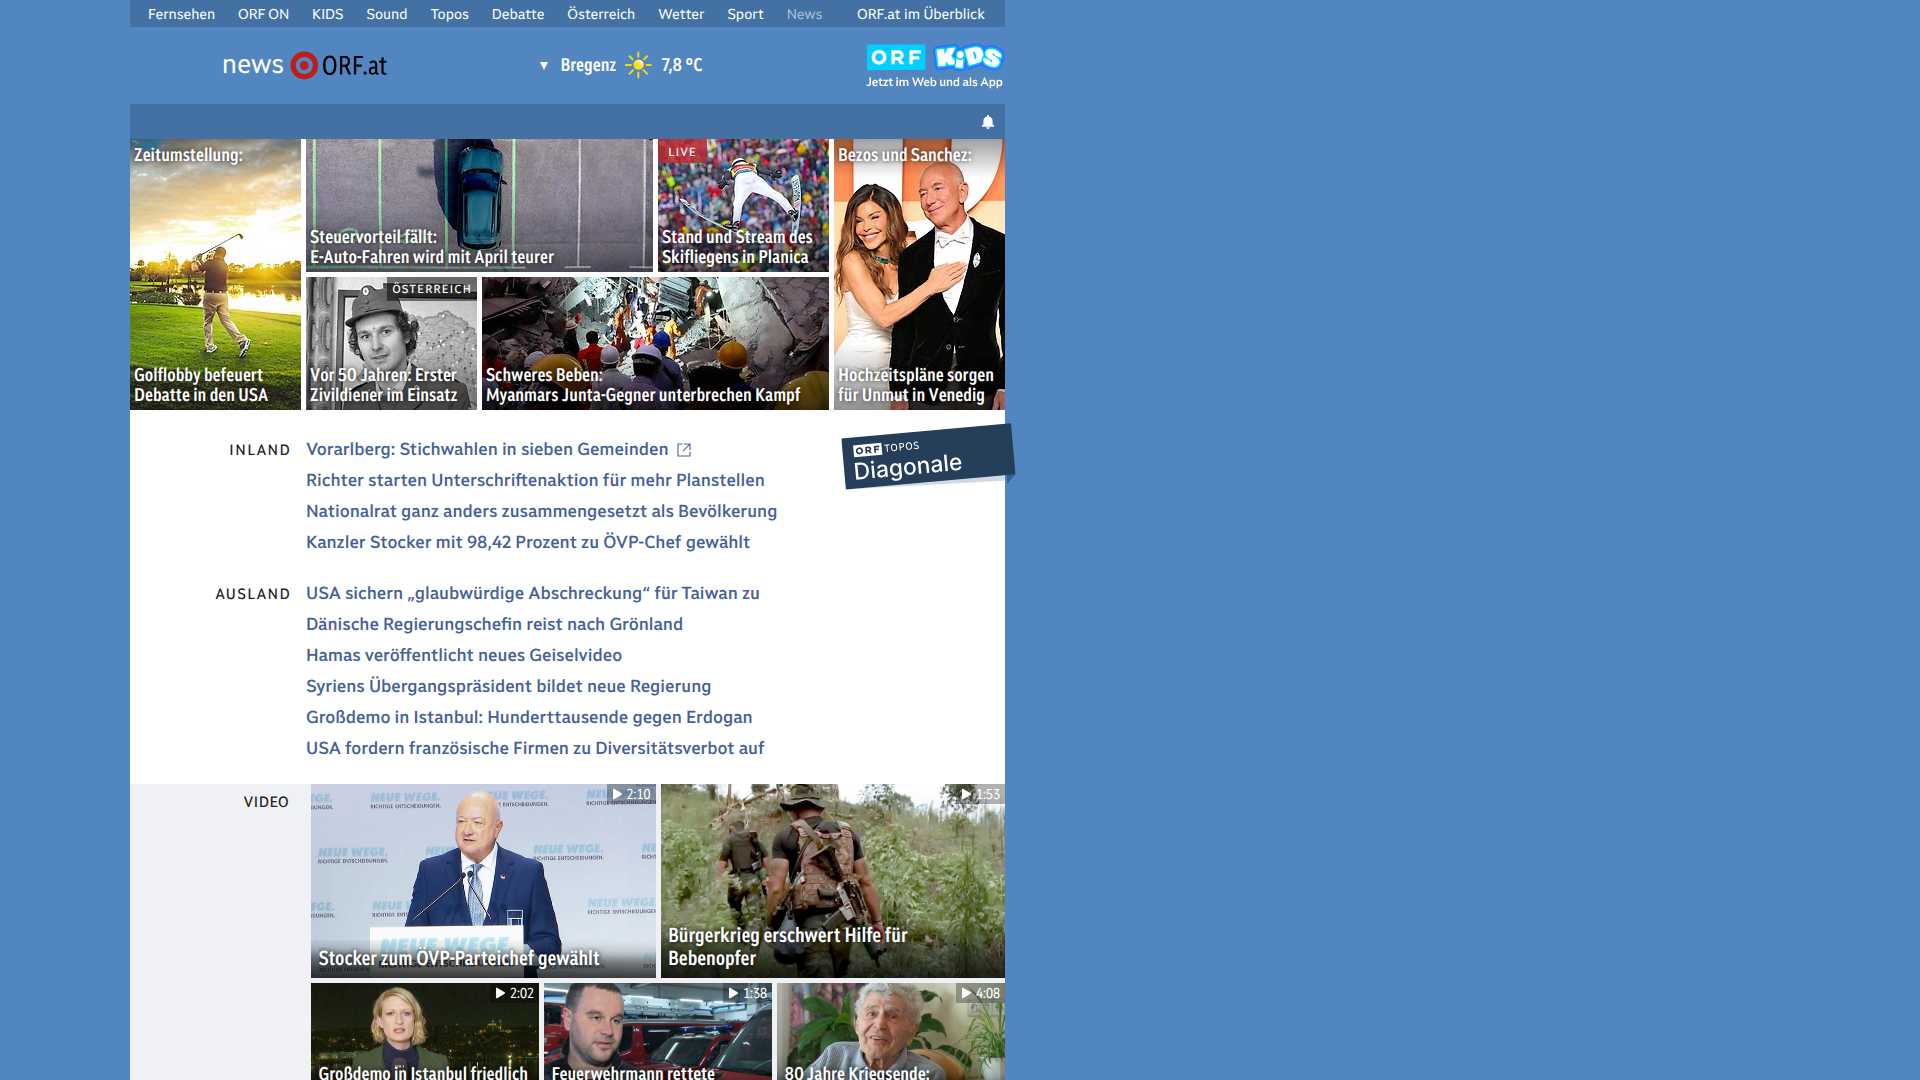 Fernsehen ORF ON KIDS Sound Topos Debatte Österreich Wetter Sport News ORF.at im Überblick
news ORF.at
Bregenz 7,8 °C
ORF KiDS
Jetzt im Web und als App
Zeitumstellung:
Golflobby befeuert
Debatte in den USA
Steuervorteil fällt:
E-Auto-Fahren wird mit April teurer
LIVE
Stand und Stream des
Skifliegens in Planica
Bezos und Sanchez:
Hochzeitspläne sorgen
für Unmut in Venedig
ÖSTERREICH
Vor 50 Jahren: Erster
Zivildiener im Einsatz
Schweres Beben:
Myanmars Junta-Gegner unterbrechen Kampf
INLAND
Vorarlberg: Stichwahlen in sieben Gemeinden
Richter starten Unterschriftenaktion für mehr Planstellen
Nationalrat ganz anders zusammengesetzt als Bevölkerung
Kanzler Stocker mit 98,42 Prozent zu ÖVP-Chef gewählt
ORF TOPOS
Diagonale
AUSLAND
USA sichern „glaubwürdige Abschreckung“ für Taiwan zu
Dänische Regierungschefin reist nach Grönland
Hamas veröffentlicht neues Geiselvideo
Syriens Übergangspräsident bildet neue Regierung
Großdemo in Istanbul: Hunderttausende gegen Erdogan
USA fordern französische Firmen zu Diversitätsverbot auf
VIDEO
2:10
NEUE WEGE.
RICHTIGE ENTSCHEIDUNGEN.
Stocker zum ÖVP-Parteichef gewählt
1:53
Bürgerkrieg erschwert Hilfe für
Bebenopfer
2:02
Großdemo in Istanbul friedlich
1:38
Feuerwehrmann rettete
4:08
80 Jahre Kriegsende: